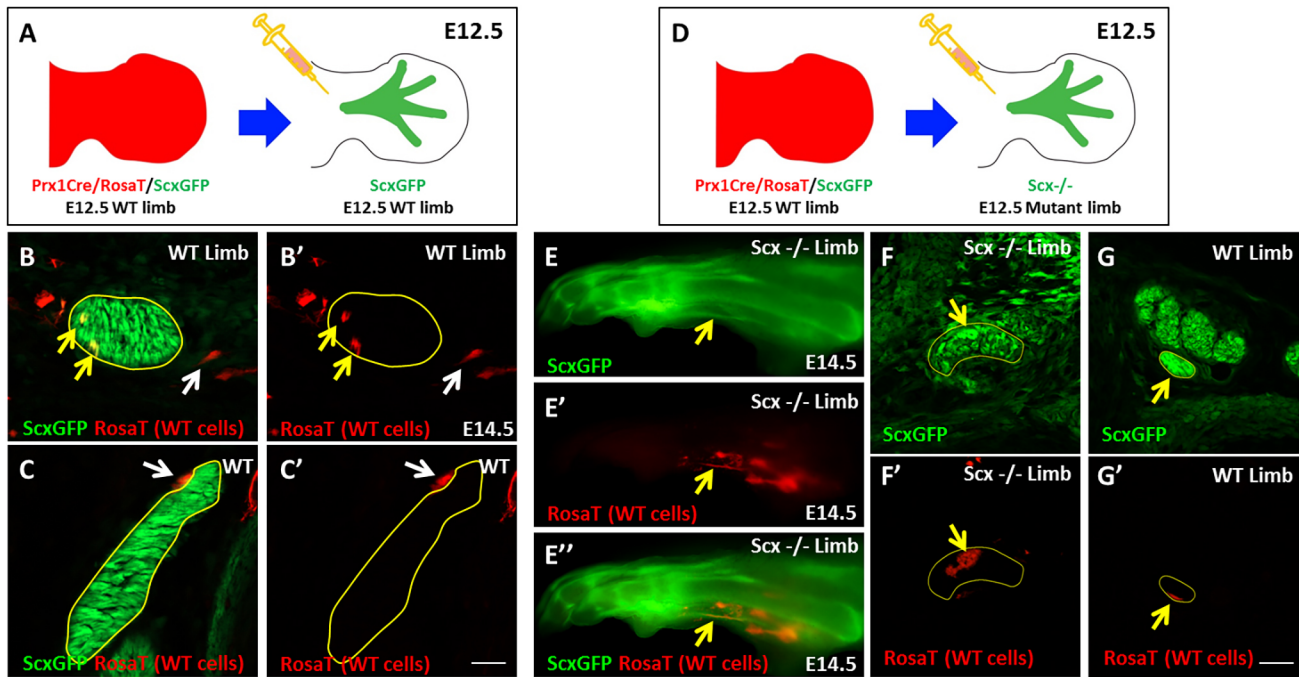 A
E12.5
Prx1Cre/RosaT/ScxGFP
E12.5 WT limb
ScxGFP
E12.5 WT limb
D
E12.5
Prx1Cre/RosaT/ScxGFP
E12.5 WT limb
Scx-/-
E12.5 Mutant limb
B
WT Limb
ScxGFP RosaT (WT cells)
B'
RosaT (WT cells)
E14.5
C
WT
ScxGFP RosaT (WT cells)
C'
RosaT (WT cells)
E
Scx -/- Limb
ScxGFP
E14.5
E'
Scx -/- Limb
RosaT (WT cells)
E14.5
E''
Scx -/- Limb
ScxGFP RosaT (WT cells)
E14.5
F
Scx -/- Limb
ScxGFP
F'
Scx -/- Limb
RosaT (WT cells)
G
WT Limb
ScxGFP
G'
WT Limb
RosaT (WT cells)